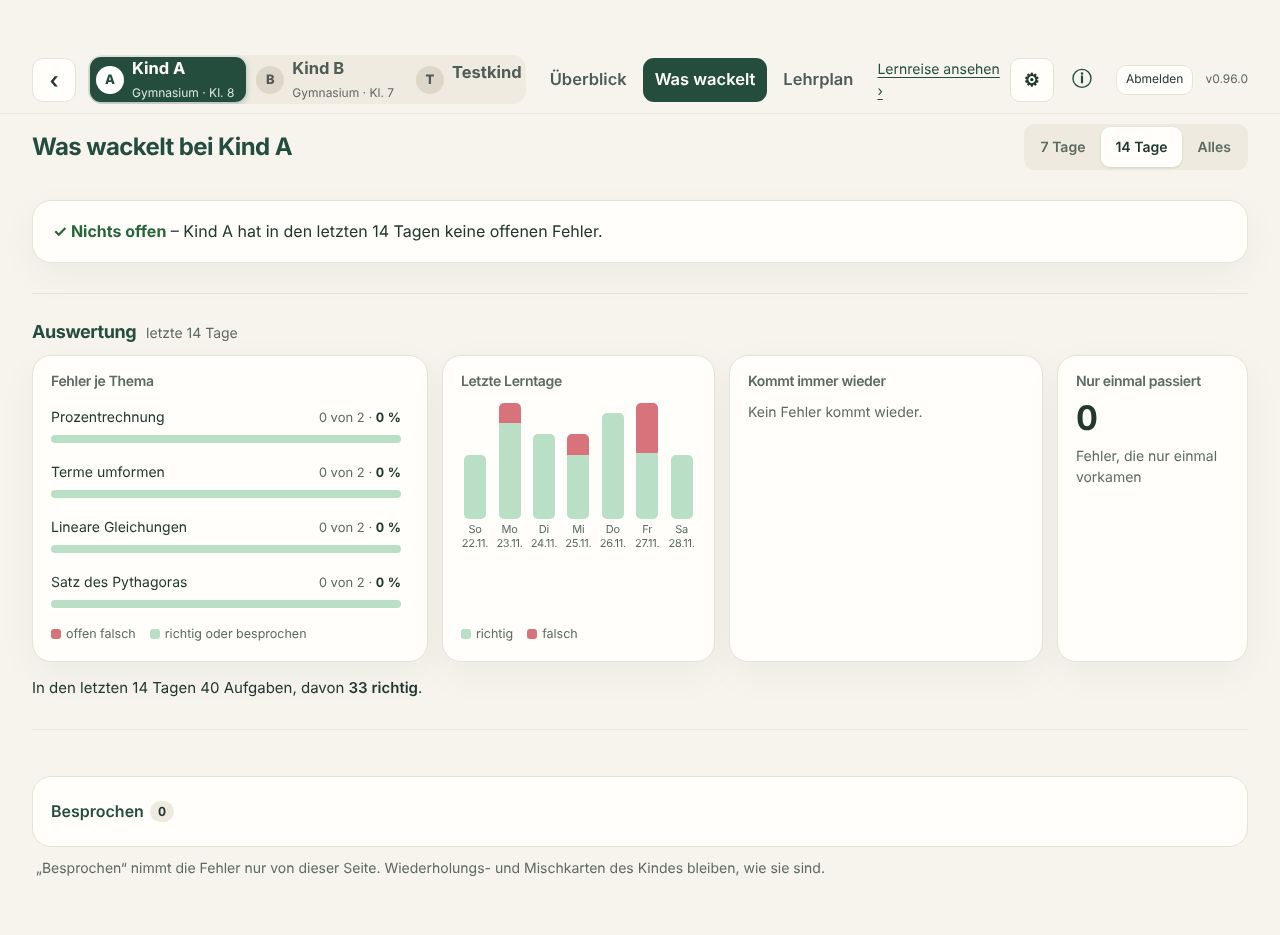 ‹
A
Kind A
Gymnasium · Kl. 8
B
Kind B
Gymnasium · Kl. 7
T
Testkind
Überblick
Was wackelt
Lehrplan
Lernreise ansehen
›
Abmelden
v0.96.0
Was wackelt bei Kind A
7 Tage
14 Tage
Alles
✓ Nichts offen – Kind A hat in den letzten 14 Tagen keine offenen Fehler.
Auswertung letzte 14 Tage
Fehler je Thema
Prozentrechnung 0 von 2 · 0 %
Terme umformen 0 von 2 · 0 %
Lineare Gleichungen 0 von 2 · 0 %
Satz des Pythagoras 0 von 2 · 0 %
offen falsch richtig oder besprochen
Letzte Lerntage
So Mo Di Mi Do Fr Sa
22.11. 23.11. 24.11. 25.11. 26.11. 27.11. 28.11.
richtig falsch
Kommt immer wieder
Kein Fehler kommt wieder.
Nur einmal passiert
0
Fehler, die nur einmal
vorkamen
In den letzten 14 Tagen 40 Aufgaben, davon 33 richtig.
Besprochen 0
„Besprochen“ nimmt die Fehler nur von dieser Seite. Wiederholungs- und Mischkarten des Kindes bleiben, wie sie sind.